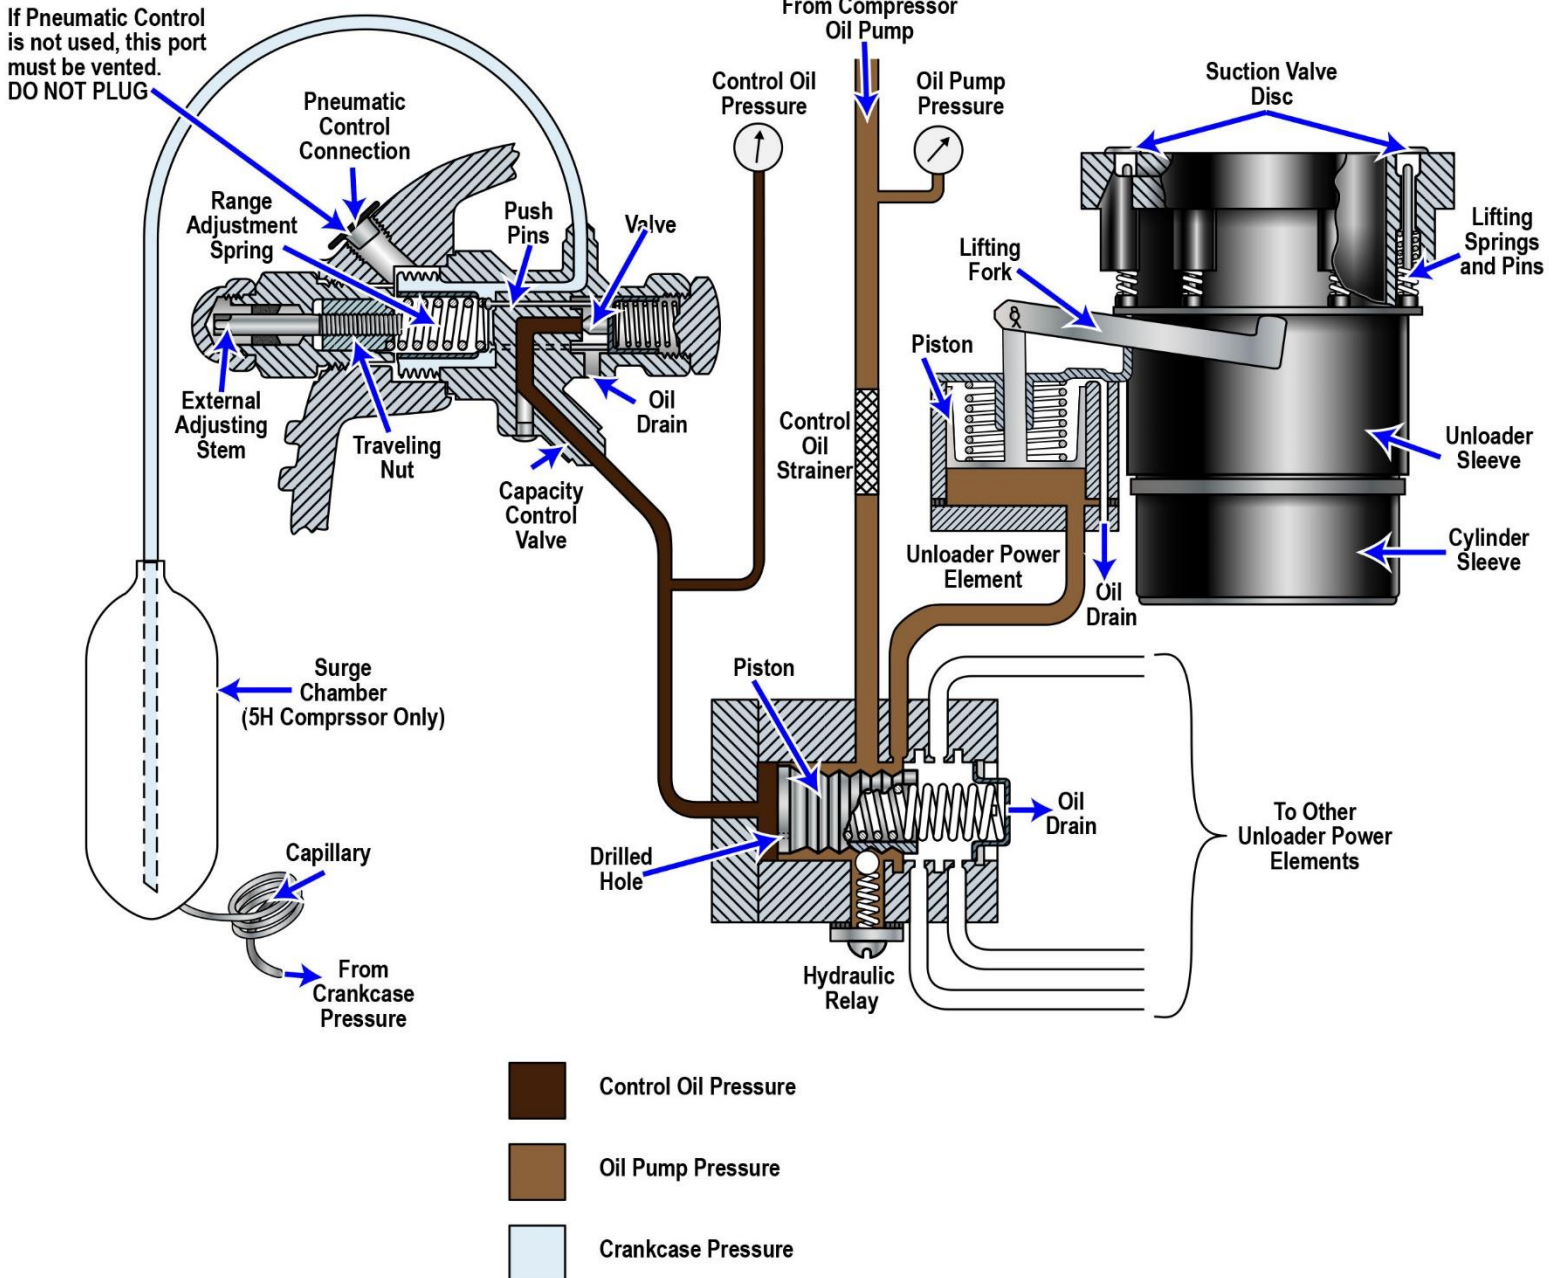 If Pneumatic Control
is not used, this port
must be vented.
DO NOT PLUG
From Compressor
Oil Pump
Pneumatic
Control
Connection
Control Oil
Pressure
Oil Pump
Pressure
Suction Valve
Disc
Range
Adjustment
Spring
Push
Pins
Valve
Lifting
Fork
Lifting
Springs
and Pins
Piston
External
Adjusting
Stem
Traveling
Nut
Oil
Drain
Control
Oil
Strainer
Unloader
Sleeve
Capacity
Control
Valve
Unloader Power
Element
Oil
Drain
Cylinder
Sleeve
Surge
Chamber
(5H Comprssor Only)
Piston
Oil
Drain
To Other
Unloader Power
Elements
Drilled
Hole
Capillary
From
Crankcase
Pressure
Hydraulic
Relay
Control Oil Pressure
Oil Pump Pressure
Crankcase Pressure